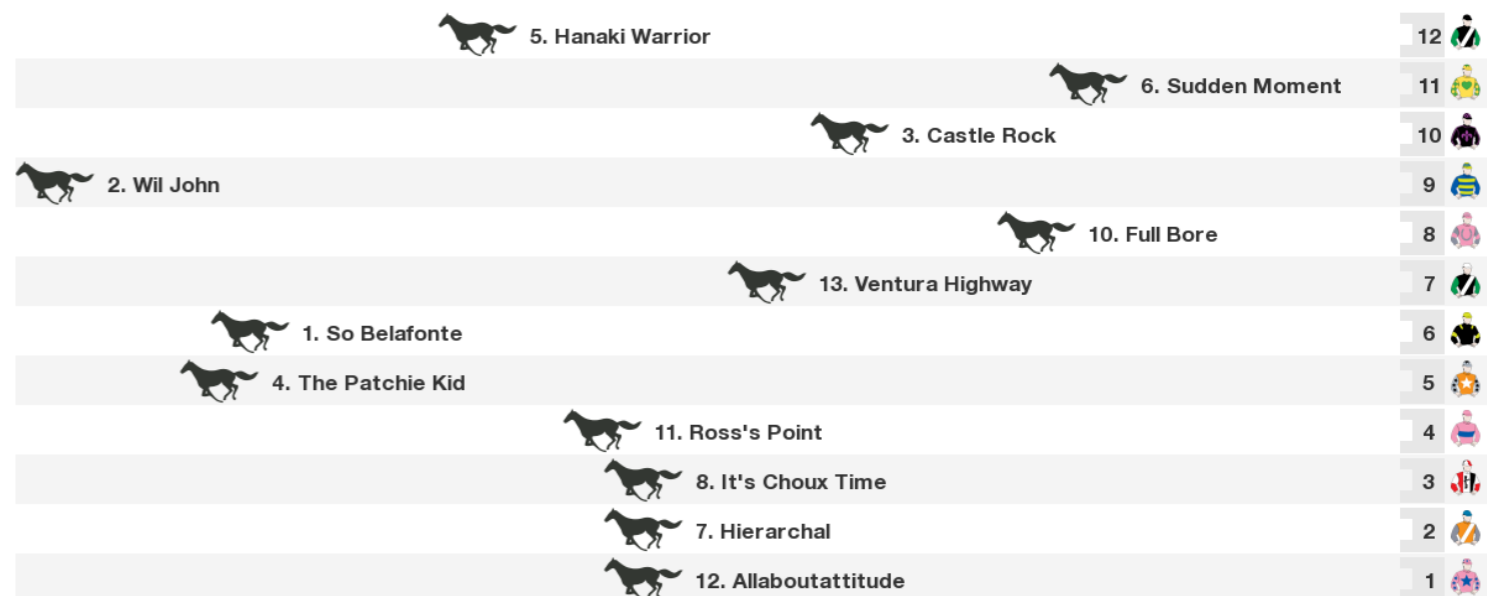 5. Hanaki Warrior 12
6. Sudden Moment 11
3. Castle Rock 10
2. Wil John 9
10. Full Bore 8
13. Ventura Highway 7
1. So Belafonte 6
4. The Patchie Kid 5
11. Ross's Point 4
8. It's Choux Time 3
7. Hierarchal 2
12. Allaboutattitude 1